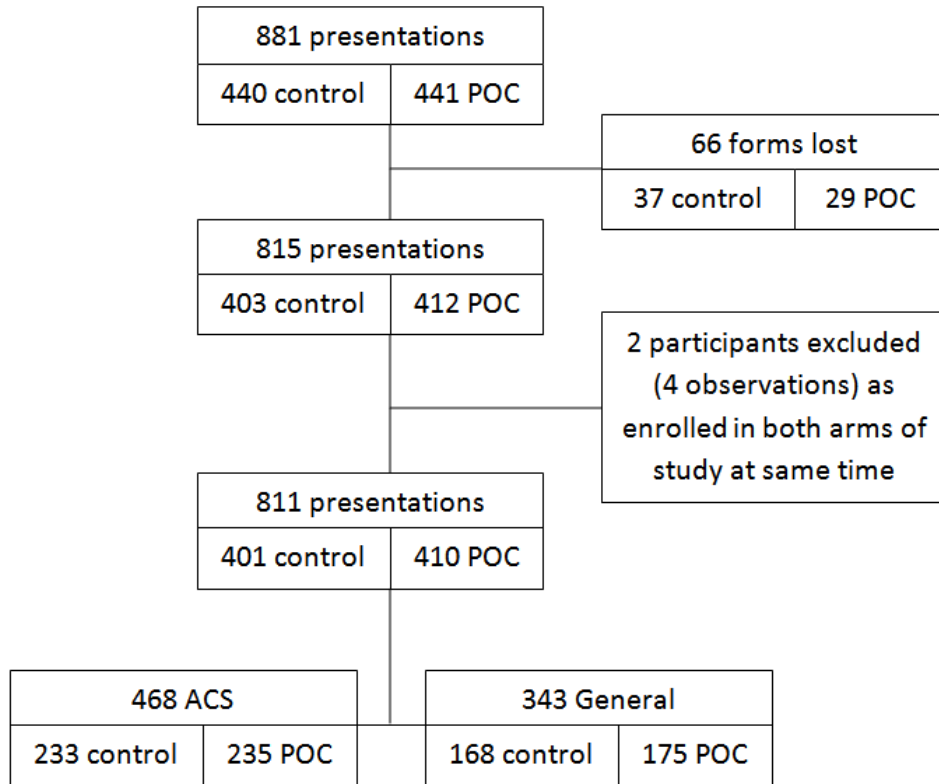 881 presentations
440 control 441 POC
66 forms lost
37 control 29 POC
815 presentations
403 control 412 POC
2 participants excluded
(4 observations) as
enrolled in both arms of
study at same time
811 presentations
401 control 410 POC
468 ACS
233 control 235 POC
343 General
168 control 175 POC